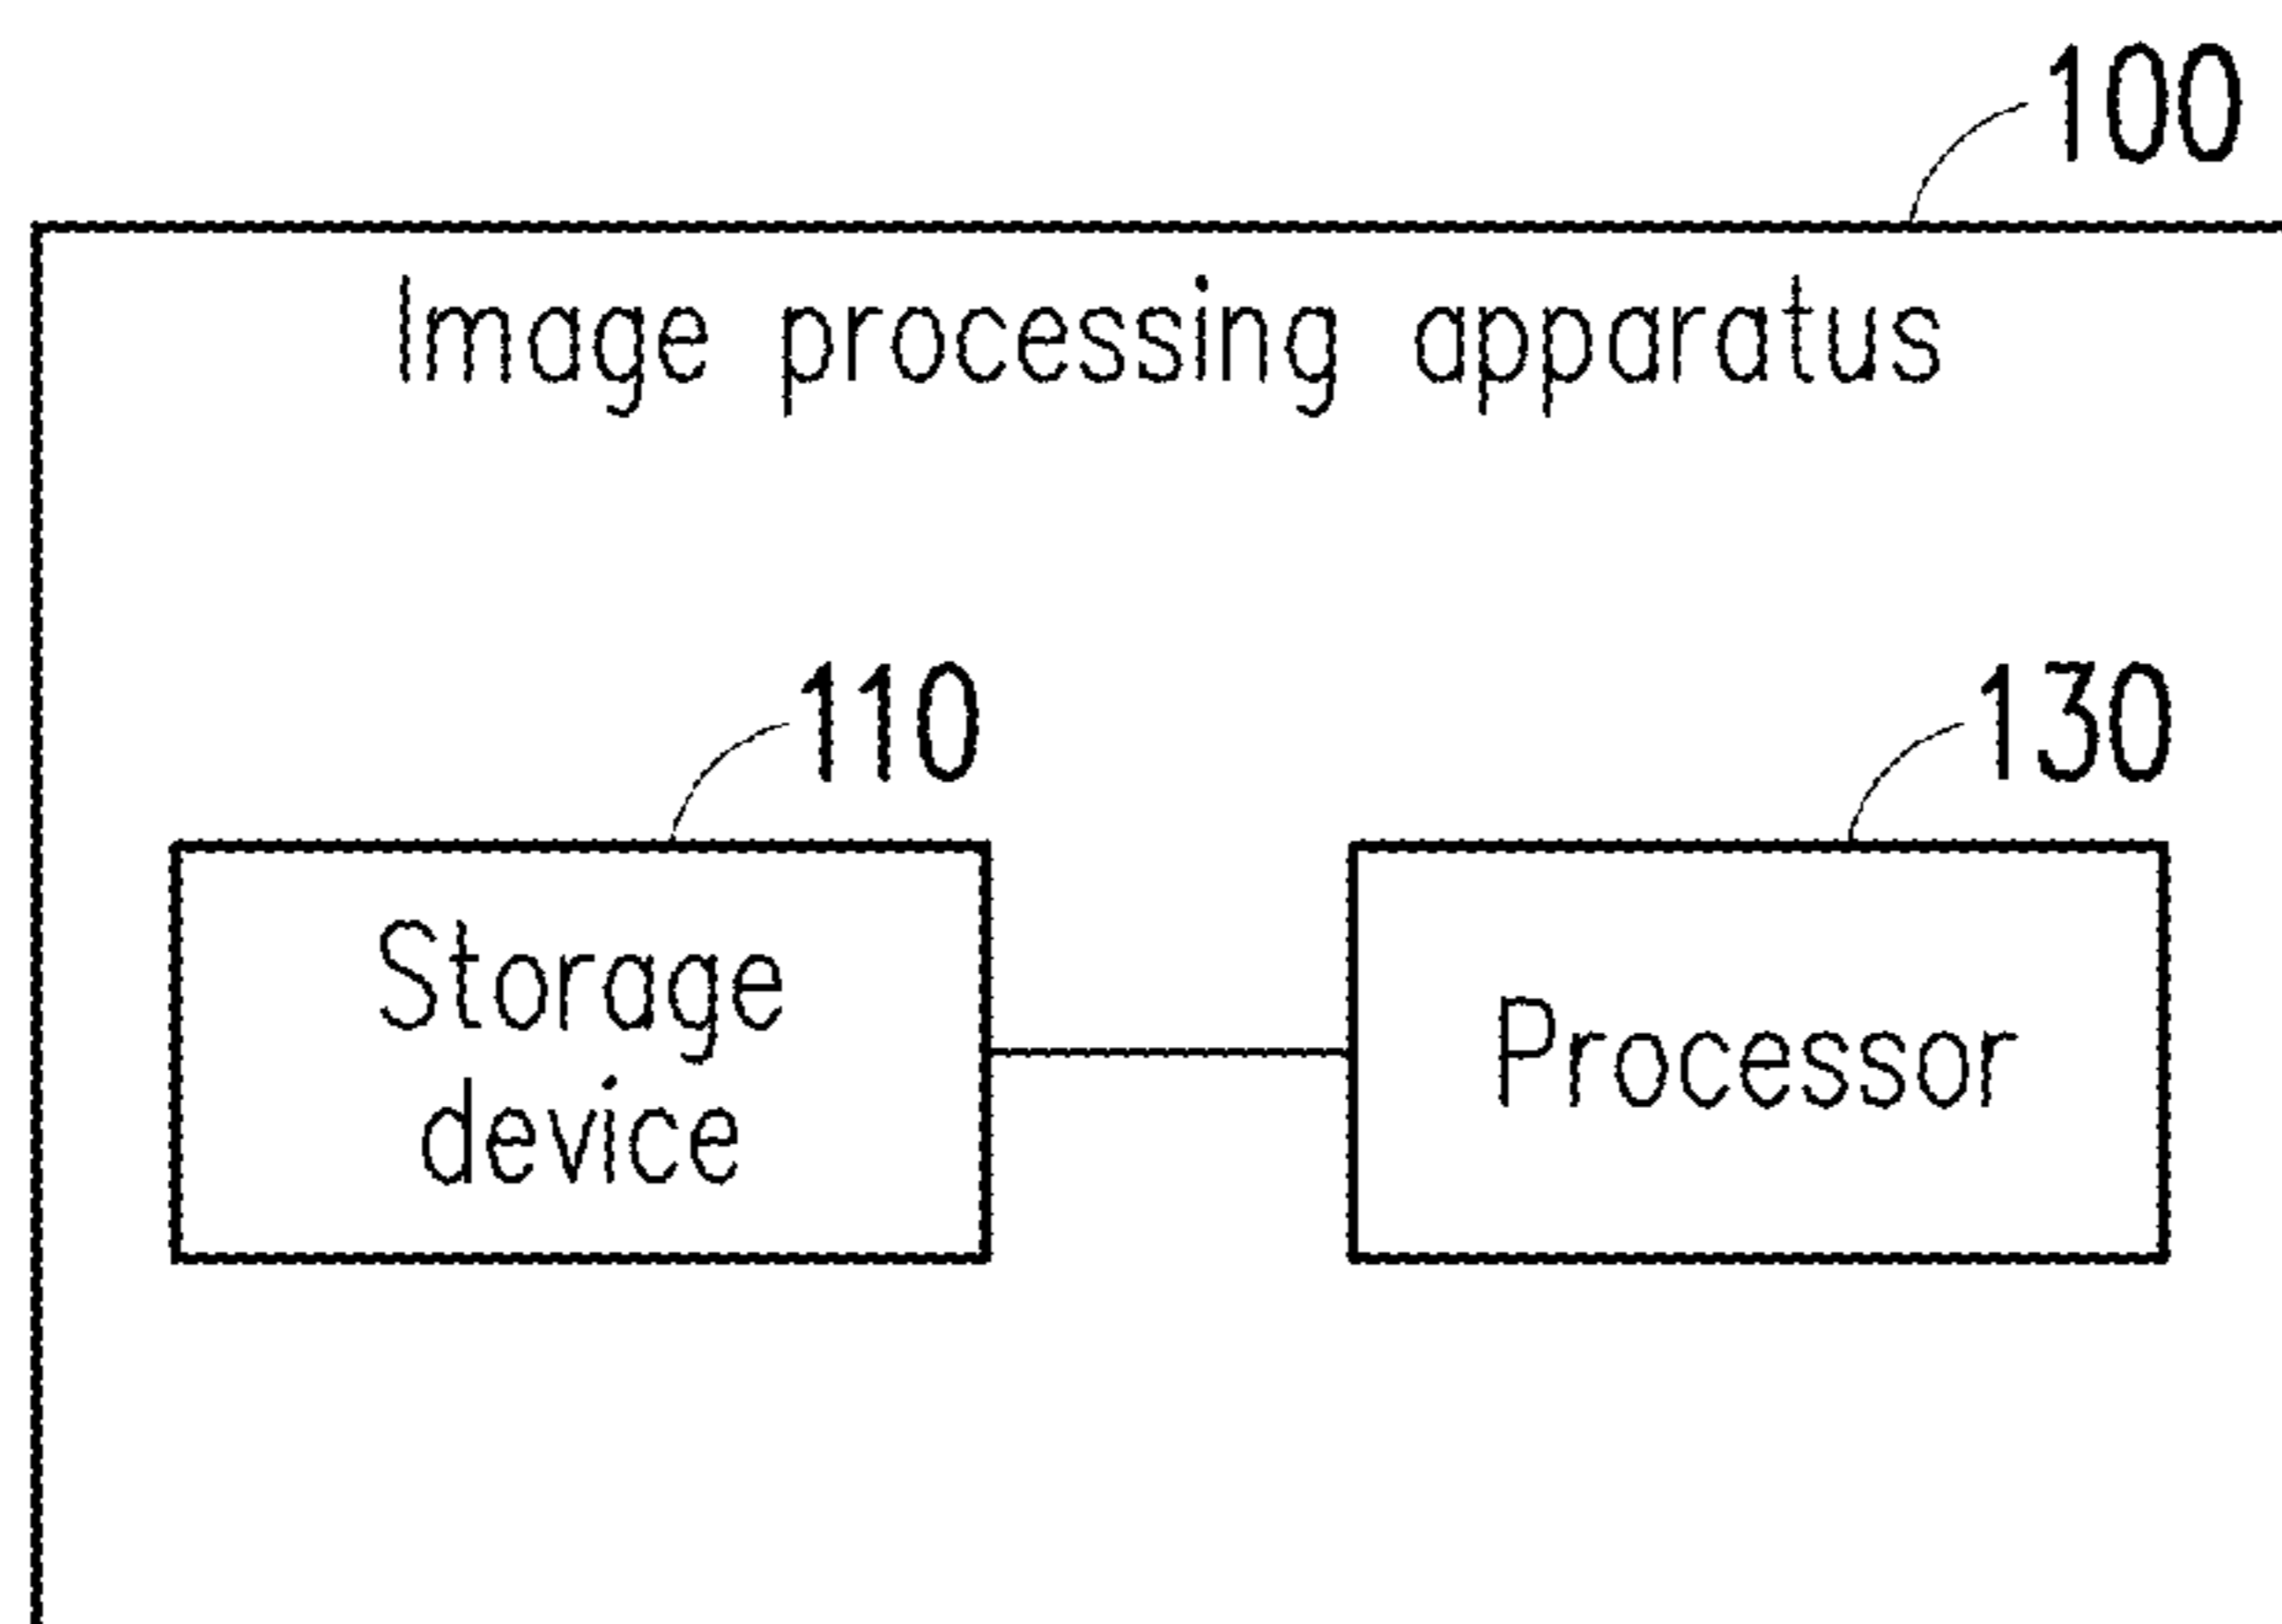 100
Image processing apparatus
110
130
Storage
device
Processor